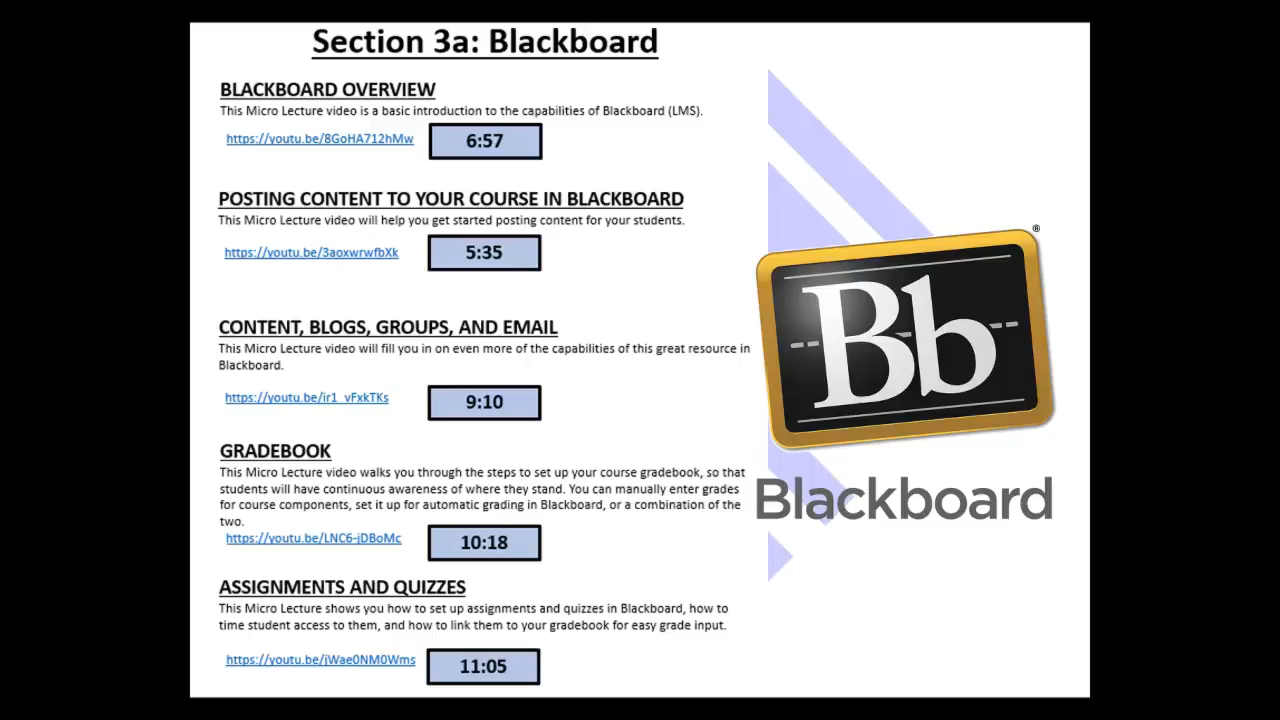 Section 3a: Blackboard
BLACKBOARD OVERVIEW
This Micro Lecture video is a basic introduction to the capabilities of Blackboard (LMS).
https://youtu.be/8GoHA712hMw
6:57
POSTING CONTENT TO YOUR COURSE IN BLACKBOARD
This Micro Lecture video will help you get started posting content for your students.
https://youtu.be/3aoxwrwfbXk
5:35
CONTENT, BLOGS, GROUPS, AND EMAIL
This Micro Lecture video will fill you in on even more of the capabilities of this great resource in
Blackboard.
https://youtu.be/ir1_vFxkTKs
9:10
GRADEBOOK
This Micro Lecture video walks you through the steps to set up your course gradebook, so that
students will have continuous awareness of where they stand. You can manually enter grades
for course components, set it up for automatic grading in Blackboard, or a combination of the
two.
https://youtu.be/LNC6-jDBoMc
10:18
ASSIGNMENTS AND QUIZZES
This Micro Lecture shows you how to set up assignments and quizzes in Blackboard, how to
time student access to them, and how to link them to your gradebook for easy grade input.
https://youtu.be/jWae0NM0Wms
11:05
Bb
®
Blackboard